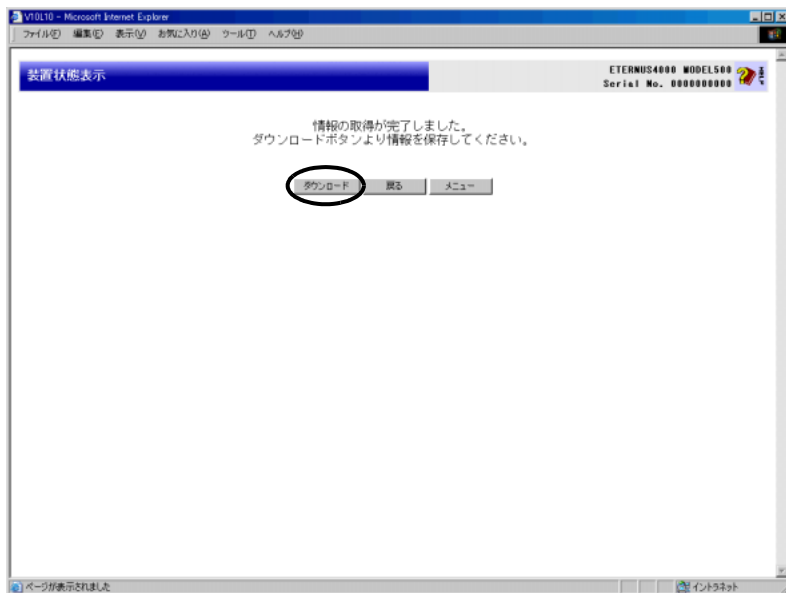 V10L10 - Microsoft Internet Explorer
ファイル(F) 編集(E) 表示(V) お気に入り(A) ツール(T) ヘルプ(H)
装置状態表示
ETERNUS4000 MODEL500
Serial No. 0000000000
情報の取得が完了しました。
ダウンロードボタンより情報を保存してください。
ダウンロード 戻る メニュー
ページが表示されました
イントラネット